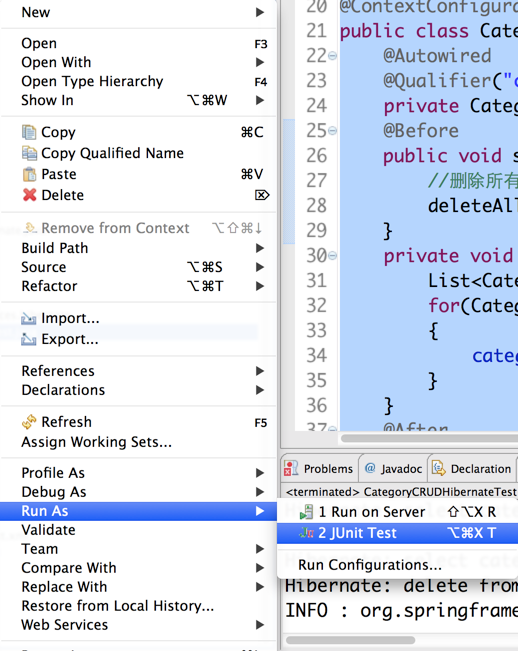 New
Open F3
Open With
Open Type Hierarchy F4
Show In ⌥⌘W
Copy ⌘C
Copy Qualified Name
Paste ⌘V
Delete ⌦
Remove from Context ⌥⇧⌘↓
Build Path
Source ⌥⌘S
Refactor ⌥⌘T
Import...
Export...
References
Declarations
Refresh F5
Assign Working Sets...
Profile As
Debug As
Run As
Validate
Team
Compare With
Replace With
Restore from Local History...
Web Services
1 Run on Server ⇧⌥X R
2 JUnit Test ⌥⌘X T
Run Configurations...
20 @ContextConfigura
21 public class Cate
22 @Autowired
23 @Qualifier("c
24 private Categ
25 @Before
26 public void s
27 //删除所有
28 deleteAll
29 }
30 private void
31 List<Cate
32 for(Categ
33 {
34 categ
35 }
36 }
37 @After
Problems @ Javadoc Declaration
<terminated> CategoryCRUDHibernateTest
Hibernate: delete from
INFO : org.springframe